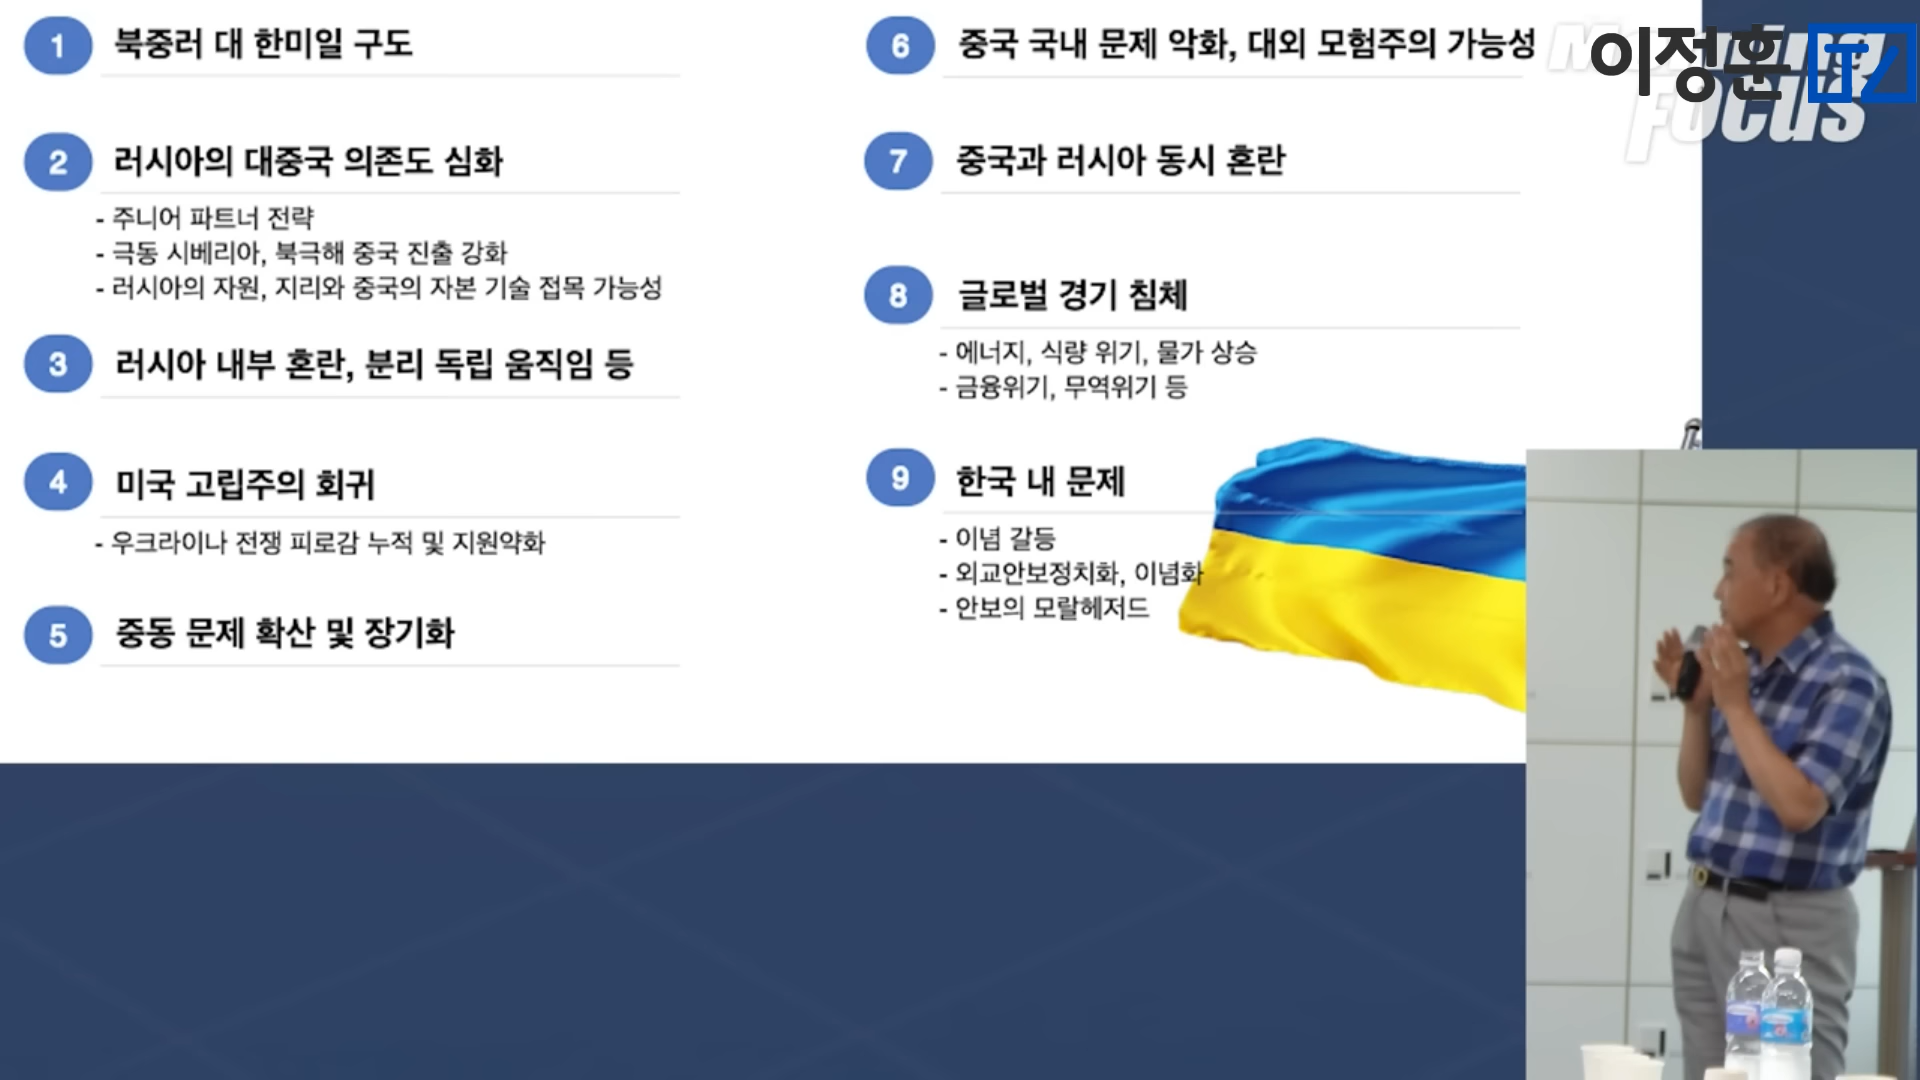 1 북중러 대 한미일 구도
2 러시아의 대중국 의존도 심화
- 주니어 파트너 전략
- 극동 시베리아, 북극해 중국 진출 강화
- 러시아의 자원, 지리와 중국의 자본 기술 접목 가능성
3 러시아 내부 혼란, 분리 독립 움직임 등
4 미국 고립주의 회귀
- 우크라이나 전쟁 피로감 누적 및 지원약화
5 중동 문제 확산 및 장기화
6 중국 국내 문제 악화, 대외 모험주의 가능성
7 중국과 러시아 동시 혼란
8 글로벌 경기 침체
- 에너지, 식량 위기, 물가 상승
- 금융위기, 무역위기 등
9 한국 내 문제
- 이념 갈등
- 외교안보정치화, 이념화
- 안보의 모랄헤저드
이정훈 TV
Morning
Focus